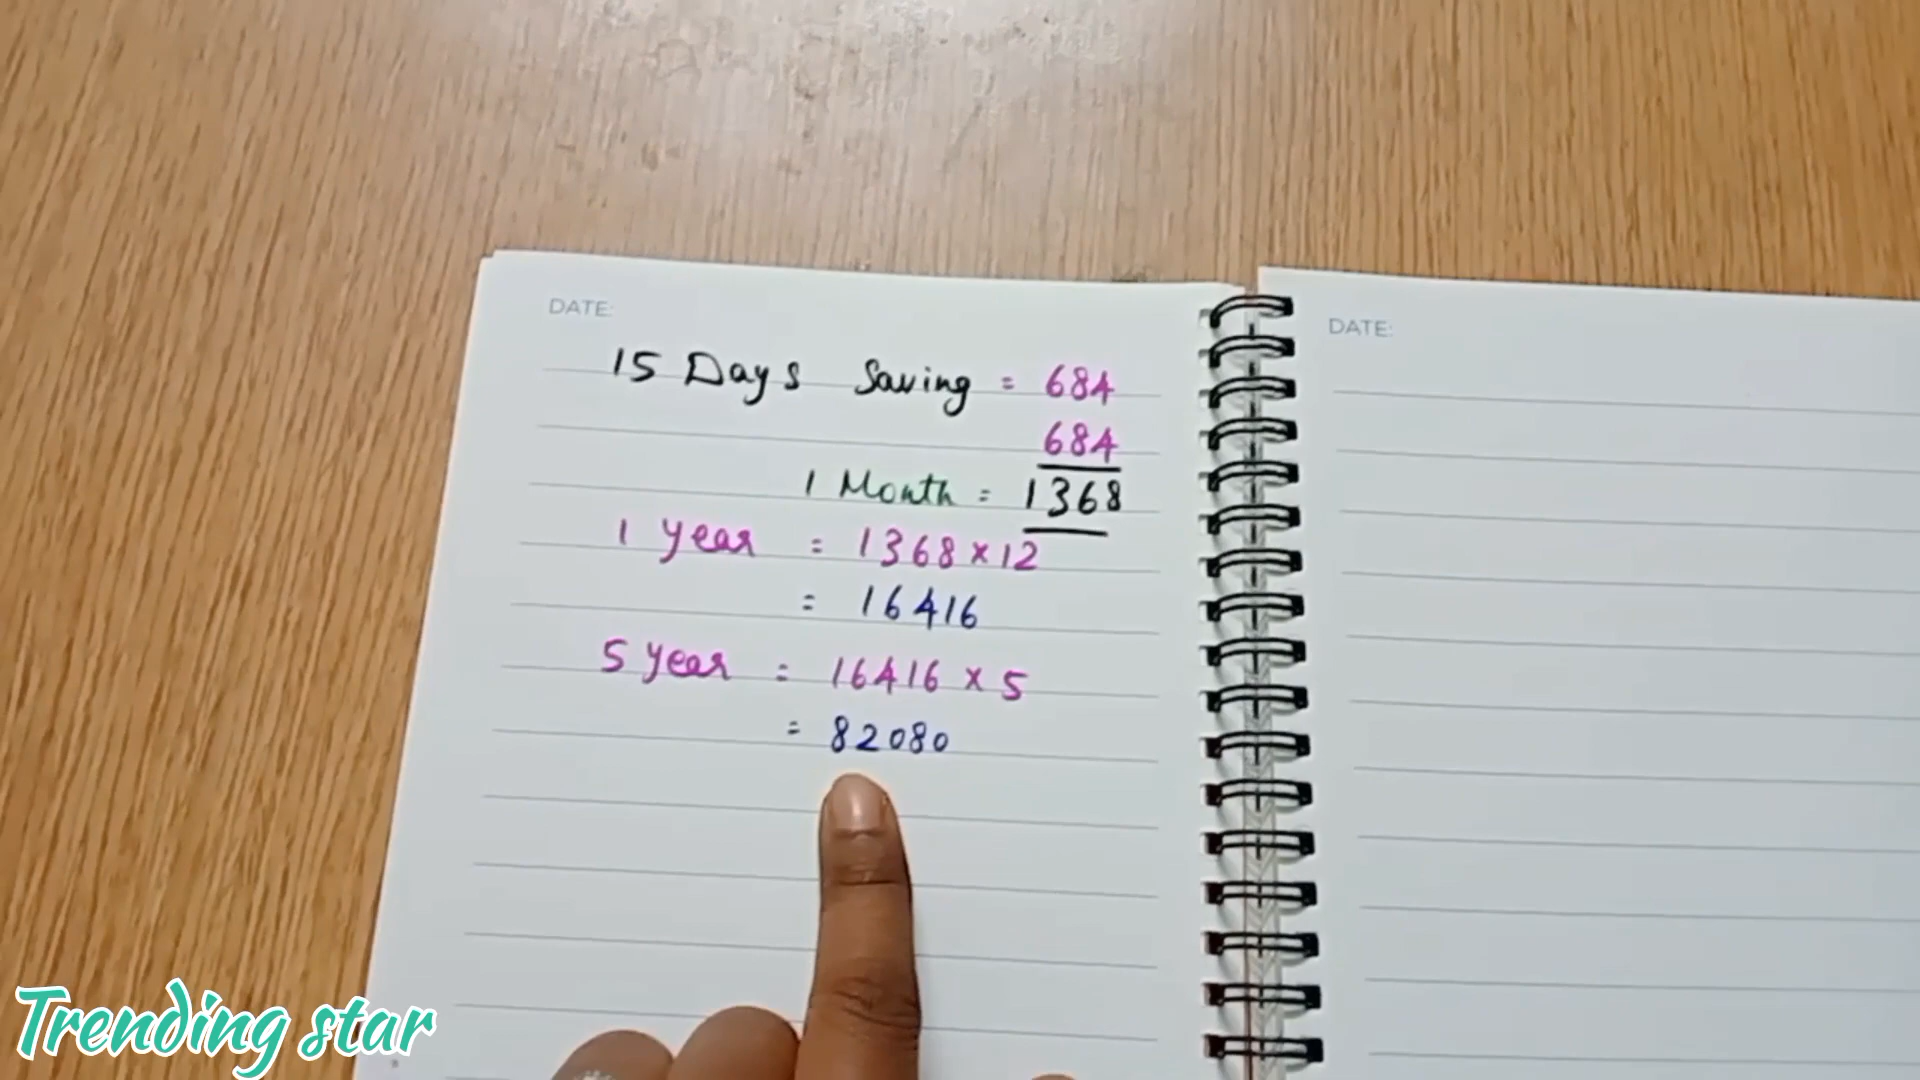 DATE:
15 Days Saving = 684
684
1 Month = 1368
1 year = 1368 × 12
= 16416
5 year = 16416 × 5
= 82080
DATE:
Trending star